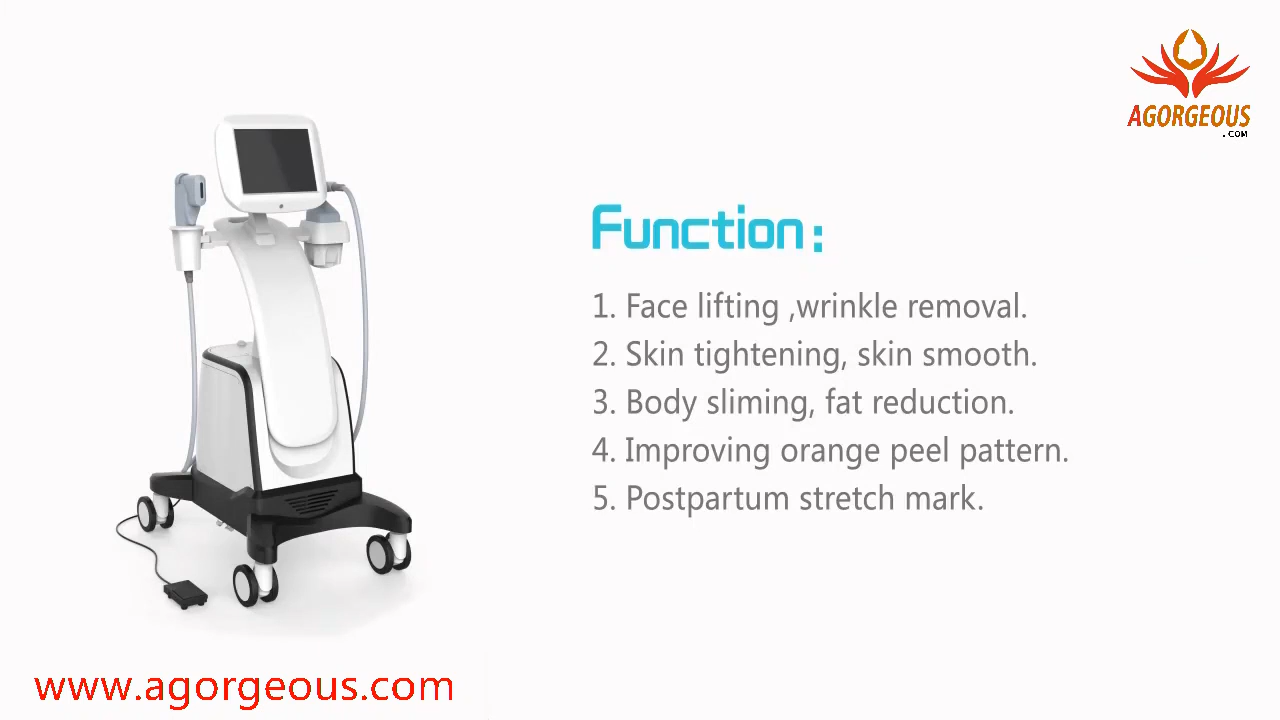 AGORGEOUS
.COM
Function:
1. Face lifting ,wrinkle removal.
2. Skin tightening, skin smooth.
3. Body sliming, fat reduction.
4. Improving orange peel pattern.
5. Postpartum stretch mark.
www.agorgeous.com